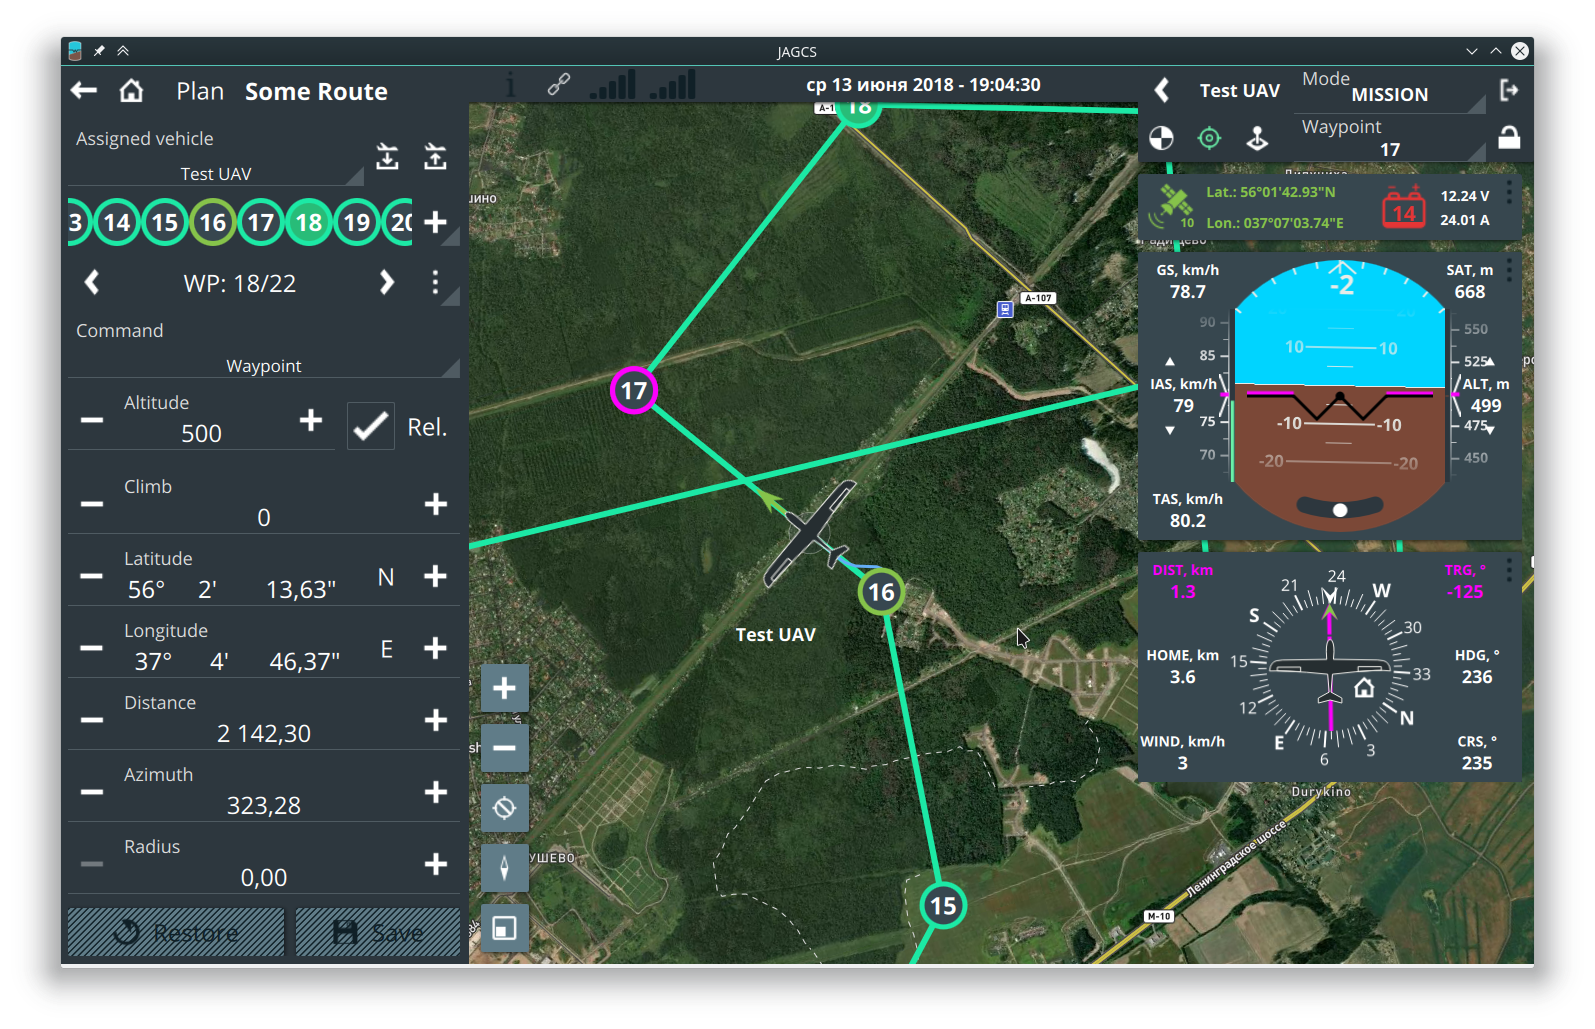 JAGCS
Plan Some Route
Assigned vehicle
Test UAV
3 14 15 16 17 18 19 20
WP: 18/22
Command
Waypoint
Altitude
500
Rel.
Climb
0
Latitude
56° 2' 13,63" N
Longitude
37° 4' 46,37" E
Distance
2 142,30
Azimuth
323,28
Radius
0,00
Restore Save
ср 13 июня 2018 - 19:04:30
A-1
18
ино
A-107
17
16
Test UAV
15
УШЕВО
sh
M-10
Ленинградское шоссе
Durykino
Test UAV
Mode
MISSION
Waypoint
17
Lat.: 56°01'42.93"N
Lon.: 037°07'03.74"E
10
14
12.24 V
24.01 A
GS, km/h
78.7
SAT, m
668
-2
90
85
IAS, km/h
79
75
70
TAS, km/h
80.2
10 10
-10 -10
-20 -20
550
525
ALT, m
499
475
450
DIST, km
1.3
TRG, °
-125
HOME, km
3.6
HDG, °
236
WIND, km/h
3
CRS, °
235
21 24 W 30 33 N 3 6 E 12 15 S